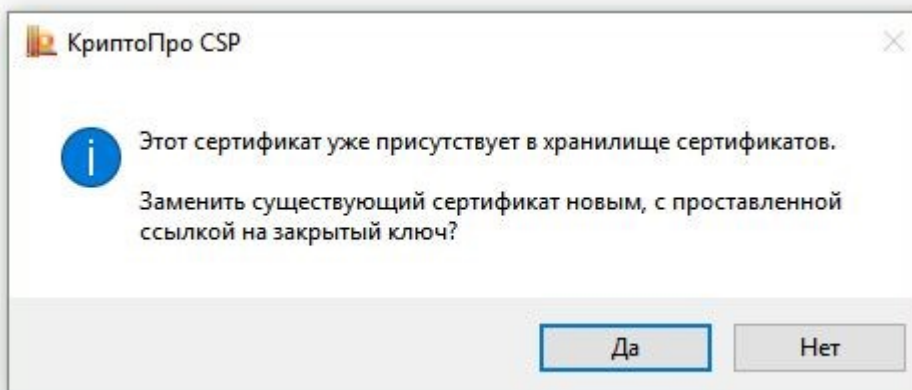 КриптоПро CSP
Этот сертификат уже присутствует в хранилище сертификатов.
Заменить существующий сертификат новым, с проставленной
ссылкой на закрытый ключ?
Да
Нет